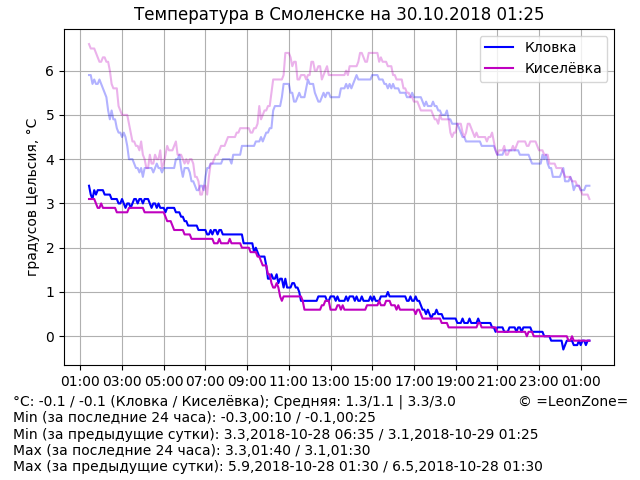 Температура в Смоленске на 30.10.2018 01:25
Кловка
Киселёвка
градусов Цельсия, °C
6
5
4
3
2
1
0
01:00 03:00 05:00 07:00 09:00 11:00 13:00 15:00 17:00 19:00 21:00 23:00 01:00
°C: -0.1 / -0.1 (Кловка / Киселёвка); Средняя: 1.3/1.1 | 3.3/3.0 © =LeonZone=
Min (за последние 24 часа): -0.3,00:10 / -0.1,00:25
Min (за предыдущие сутки): 3.3,2018-10-28 06:35 / 3.1,2018-10-29 01:25
Max (за последние 24 часа): 3.3,01:40 / 3.1,01:30
Max (за предыдущие сутки): 5.9,2018-10-28 01:30 / 6.5,2018-10-28 01:30